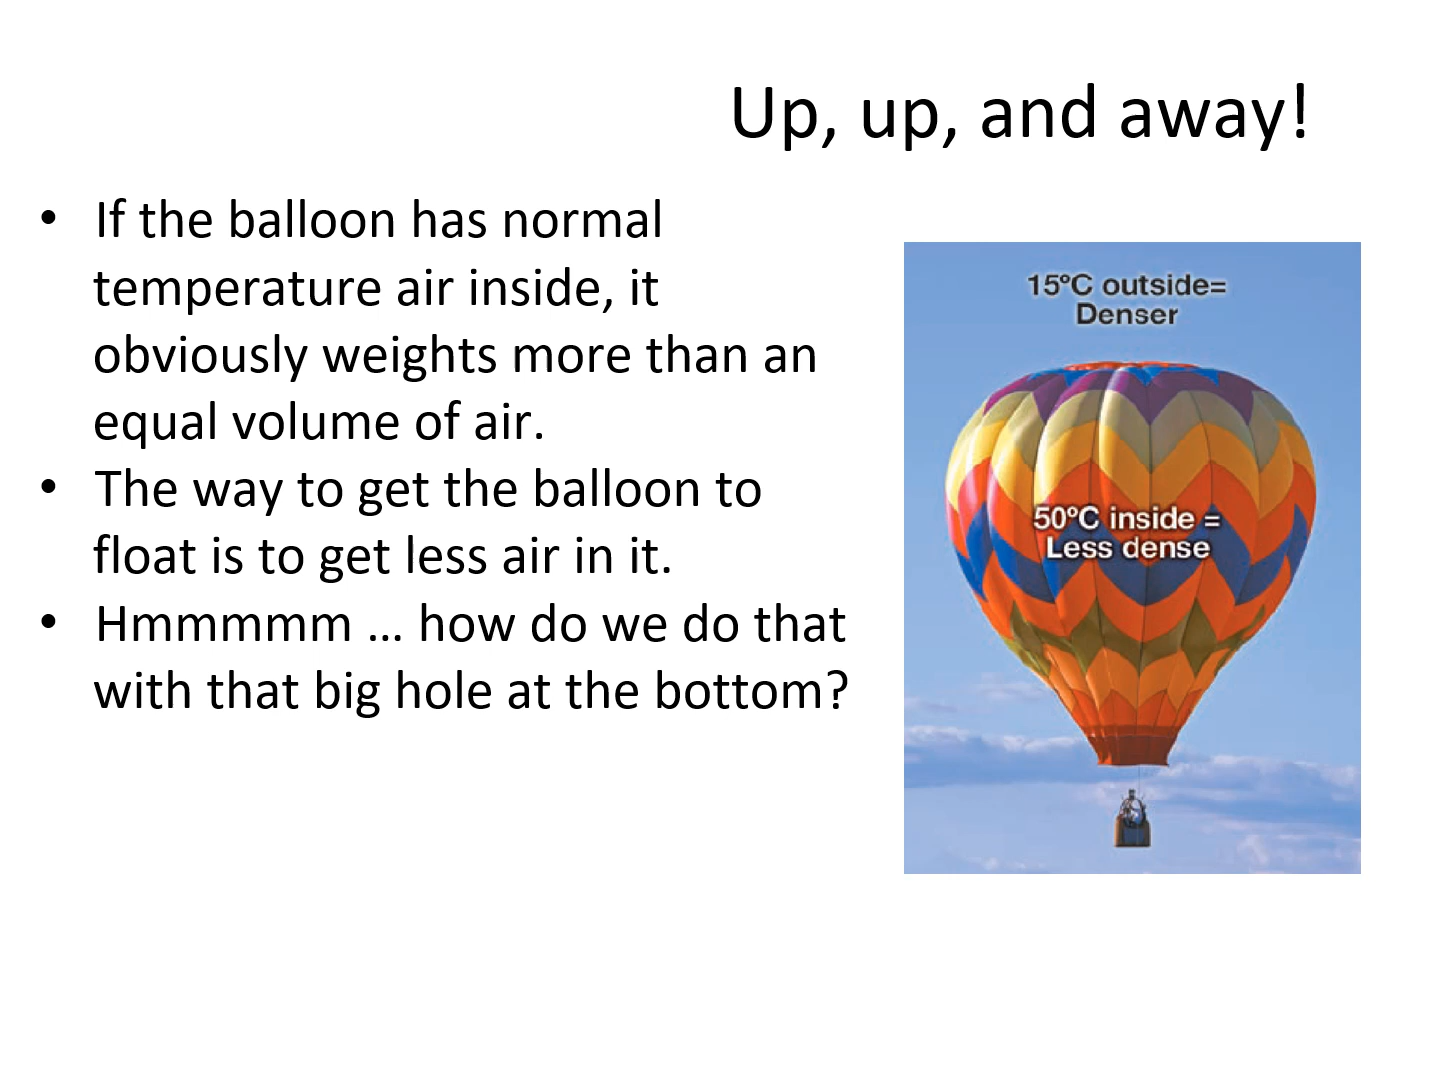 Up, up, and away!
• If the balloon has normal
temperature air inside, it
obviously weights more than an
equal volume of air.
• The way to get the balloon to
float is to get less air in it.
• Hmmmmm … how do we do that
with that big hole at the bottom?
15ºC outside=
Denser
50ºC inside =
Less dense